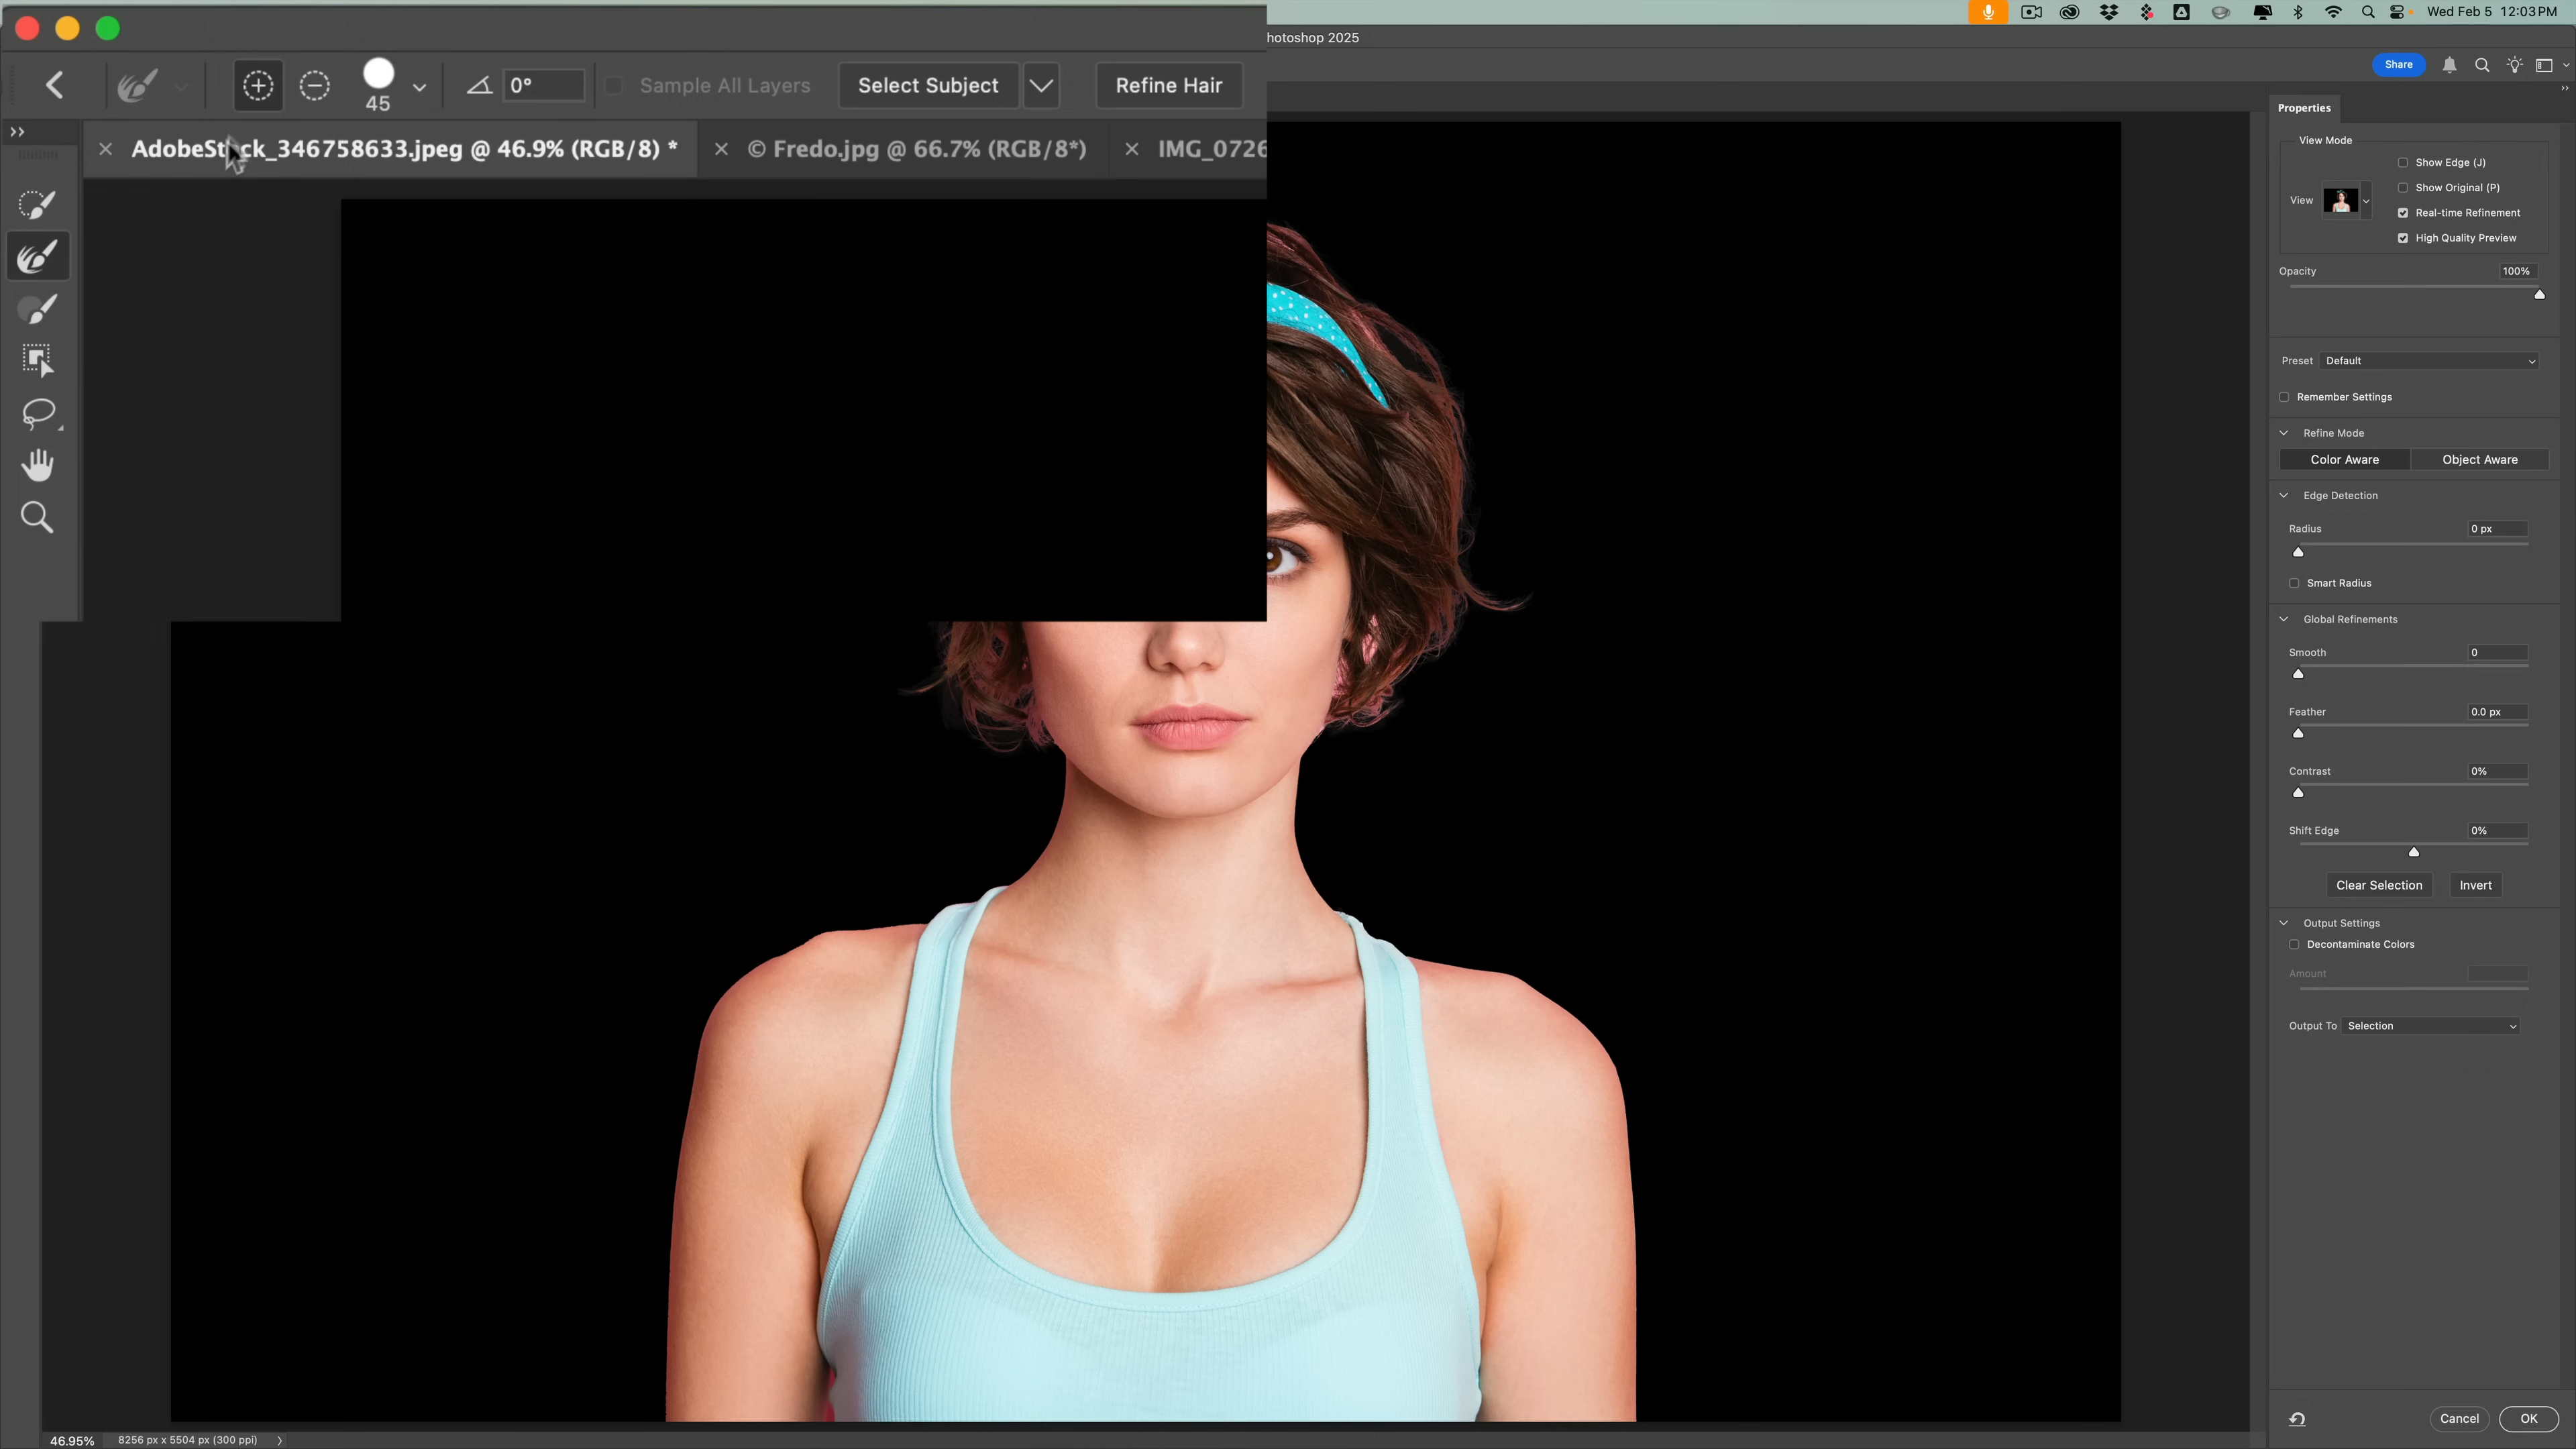 Wed Feb 5 12:03 PM
hotoshop 2025
0°
Sample All Layers
Select Subject
Refine Hair
45
Share
AdobeStock_346758633.jpeg @ 46.9% (RGB/8) *
© Fredo.jpg @ 66.7% (RGB/8*)
IMG_0726
Properties
View Mode
Show Edge (J)
Show Original (P)
View
Real-time Refinement
High Quality Preview
Opacity
100%
Preset
Default
Remember Settings
Refine Mode
Color Aware
Object Aware
Edge Detection
Radius
0 px
Smart Radius
Global Refinements
Smooth
0
Feather
0.0 px
Contrast
0%
Shift Edge
0%
Clear Selection
Invert
Output Settings
Decontaminate Colors
Amount
Output To
Selection
Cancel
OK
46.95%
8256 px x 5504 px (300 ppi)